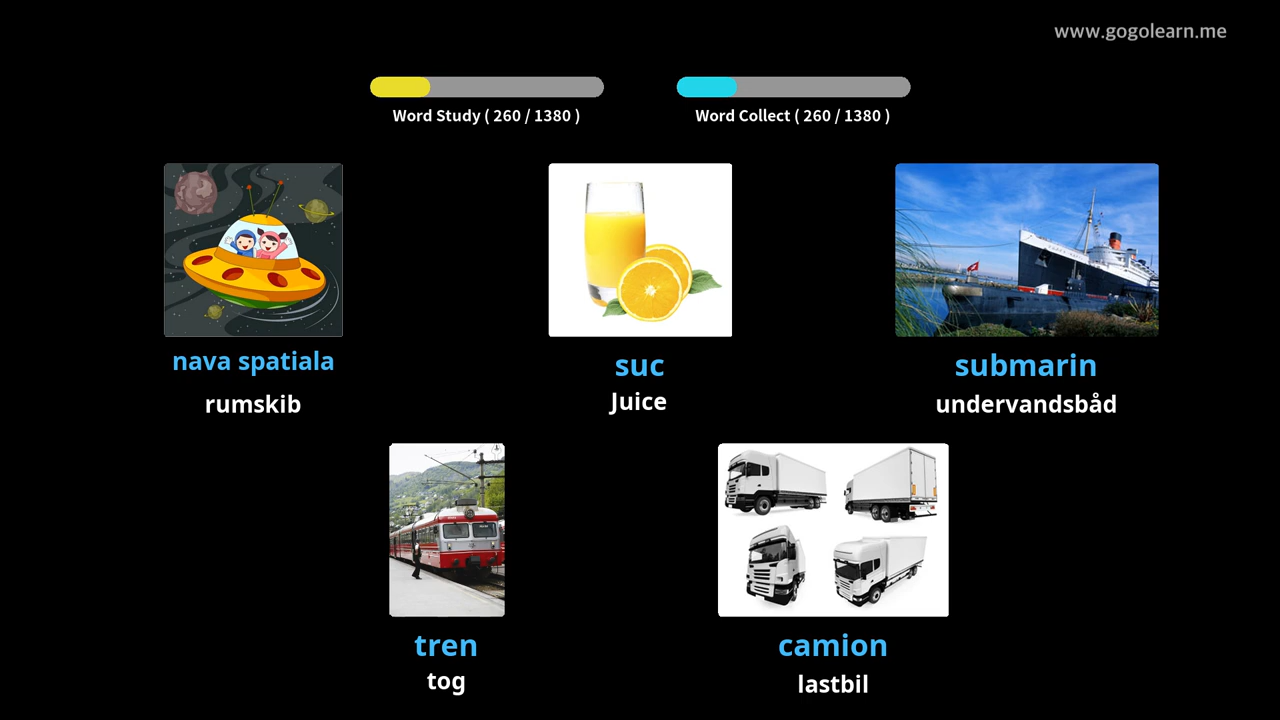 www.gogolearn.me
Word Study ( 260 / 1380 )
Word Collect ( 260 / 1380 )
nava spatiala
rumskib
suc
Juice
submarin
undervandsbåd
tren
tog
camion
lastbil